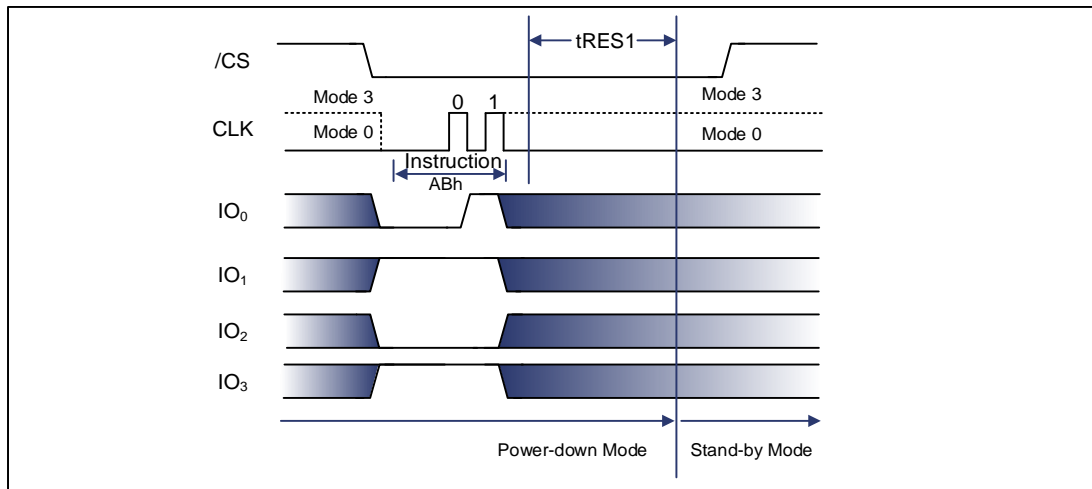 tRES1
/CS
Mode 3
0 1
Mode 3
CLK
Mode 0
Mode 0
Instruction
ABh
IO₀
IO₁
IO₂
IO₃
Power-down Mode
Stand-by Mode